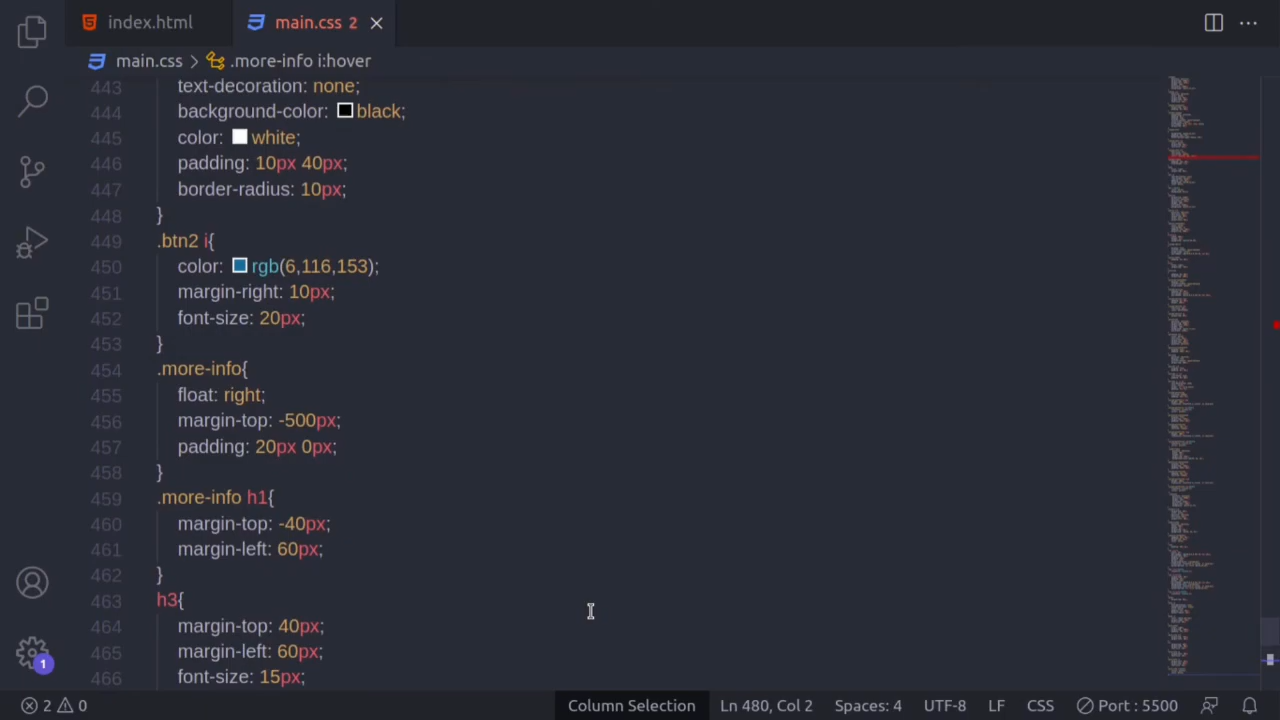 index.html
main.css 2
main.css > .more-info i:hover
443 text-decoration: none;
444 background-color: black;
445 color: white;
446 padding: 10px 40px;
447 border-radius: 10px;
448 }
449 .btn2 i{
450 color: rgb(6,116,153);
451 margin-right: 10px;
452 font-size: 20px;
453 }
454 .more-info{
455 float: right;
456 margin-top: -500px;
457 padding: 20px 0px;
458 }
459 .more-info h1{
460 margin-top: -40px;
461 margin-left: 60px;
462 }
463 h3{
464 margin-top: 40px;
465 margin-left: 60px;
466 font-size: 15px;
1
2 0 Column Selection Ln 480, Col 2 Spaces: 4 UTF-8 LF CSS Port : 5500